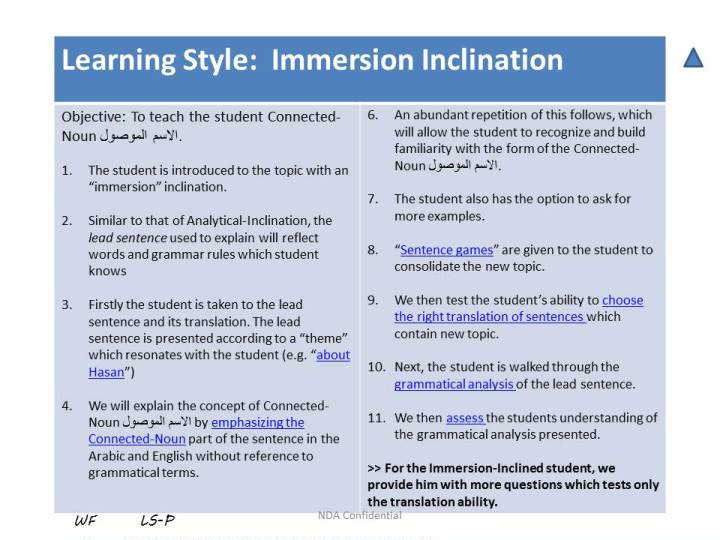 Learning Style:  Immersion Inclination
Objective: To teach the student Connected-
Noun الاسم الموصول.
1. The student is introduced to the topic with an
“immersion” inclination.
2. Similar to that of Analytical-Inclination, the
lead sentence used to explain will reflect
words and grammar rules which student
knows
3. Firstly the student is taken to the lead
sentence and its translation. The lead
sentence is presented according to a “theme”
which resonates with the student (e.g. “about
Hasan”)
4. We will explain the concept of Connected-
Noun الاسم الموصول by emphasizing the
Connected-Noun part of the sentence in the
Arabic and English without reference to
grammatical terms.
6. An abundant repetition of this follows, which
will allow the student to recognize and build
familiarity with the form of the Connected-
Noun الاسم الموصول.
7. The student also has the option to ask for
more examples.
8. “Sentence games” are given to the student to
consolidate the new topic.
9. We then test the student’s ability to choose
the right translation of sentences which
contain new topic.
10. Next, the student is walked through the
grammatical analysis of the lead sentence.
11. We then assess the students understanding of
the grammatical analysis presented.
>> For the Immersion-Inclined student, we
provide him with more questions which tests only
the translation ability.
WF LS-P
NDA Confidential